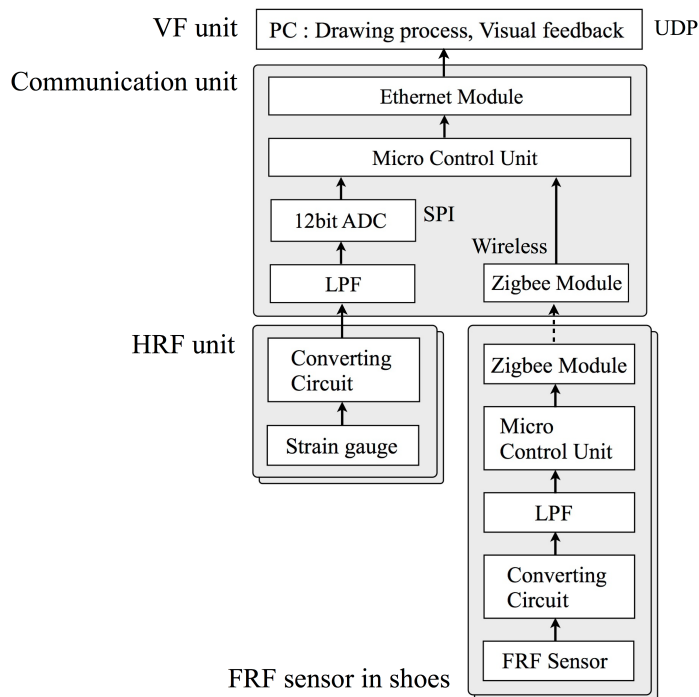 VF unit
PC : Drawing process, Visual feedback
UDP
Communication unit
Ethernet Module
Micro Control Unit
12bit ADC
SPI
Wireless
LPF
Zigbee Module
HRF unit
Converting
Circuit
Strain gauge
Zigbee Module
Micro
Control Unit
LPF
Converting
Circuit
FRF Sensor
FRF sensor in shoes